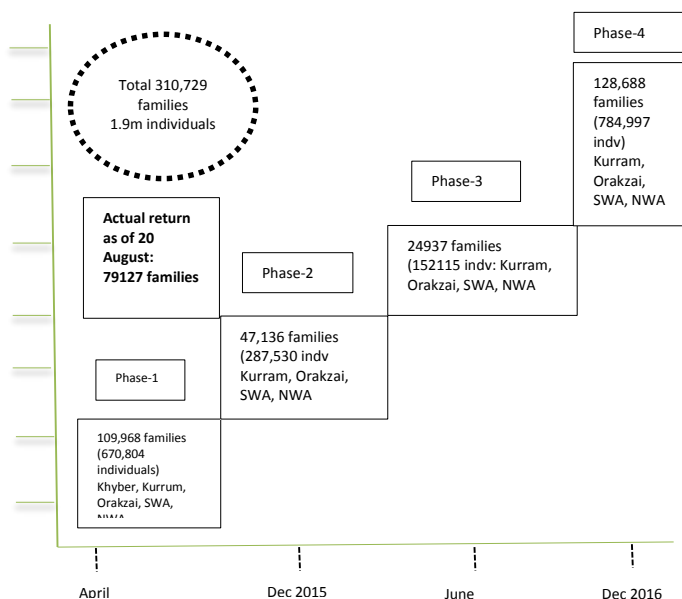 Phase-4
Total 310,729
families
1.9m individuals
128,688
families
(784,997
indv)
Kurram,
Orakzai,
SWA, NWA
Phase-3
Actual return
as of 20
August:
79127 families
24937 families
(152115 indv: Kurram,
Orakzai, SWA, NWA
Phase-2
47,136 families
(287,530 indv
Kurram, Orakzai,
SWA, NWA
Phase-1
109,968 families
(670,804
individuals)
Khyber, Kurrum,
Orakzai, SWA,
NWA
April
Dec 2015
June
Dec 2016